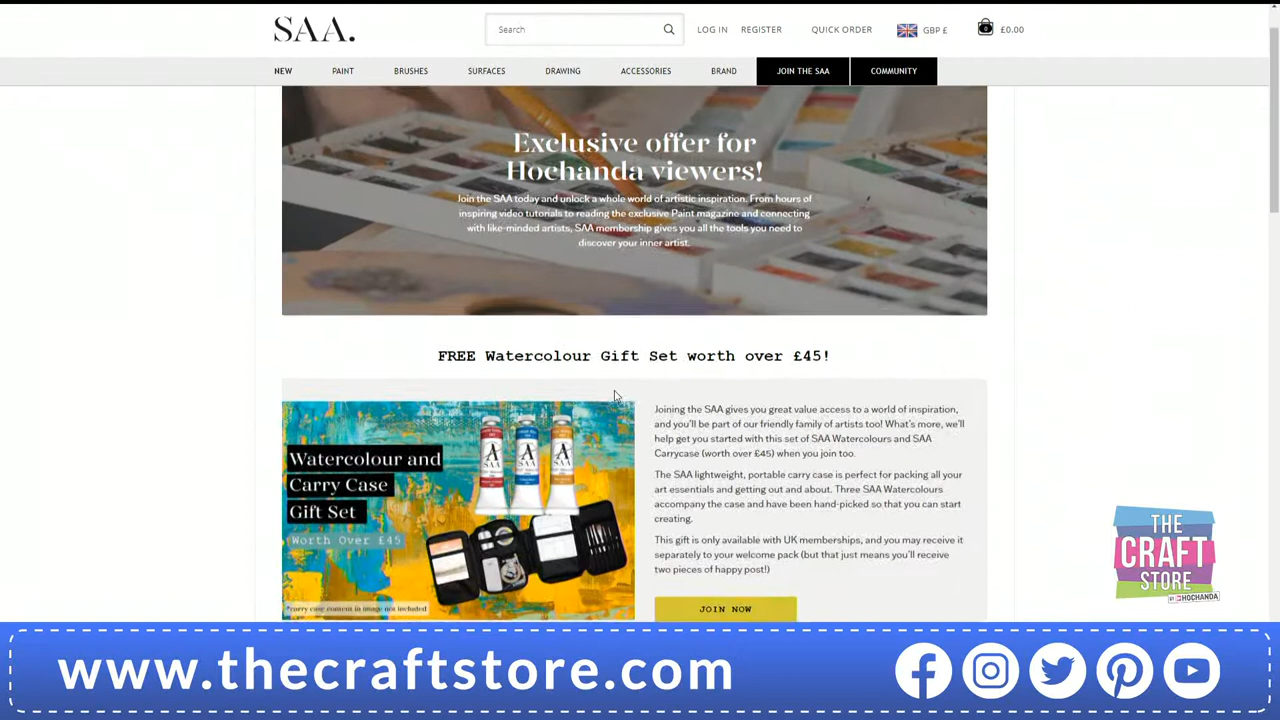 SAA.
Search
LOG IN
REGISTER
QUICK ORDER
GBP £
0
£0.00
NEW
PAINT
BRUSHES
SURFACES
DRAWING
ACCESSORIES
BRAND
JOIN THE SAA
COMMUNITY
Exclusive offer for
Hochanda viewers!
Join the SAA today and unlock a whole world of artistic inspiration. From hours of
inspiring video tutorials to reading the exclusive Paint magazine and connecting
with like-minded artists, SAA membership gives you all the tools you need to
discover your inner artist.
FREE Watercolour Gift Set worth over £45!
Watercolour and
Carry Case
Gift Set
Worth Over £45
*carry case content in image not included
SAA
SAA
SAA
Joining the SAA gives you great value access to a world of inspiration,
and you'll be part of our friendly family of artists too! What's more, we'll
help get you started with this set of SAA Watercolours and SAA
Carrycase (worth over £45) when you join too.
The SAA lightweight, portable carry case is perfect for packing all your
art essentials and getting out and about. Three SAA Watercolours
accompany the case and have been hand-picked so that you can start
creating.
This gift is only available with UK memberships, and you may receive it
separately to your welcome pack (but that just means you'll receive
two pieces of happy post!)
JOIN NOW
THE
CRAFT
STORE
BY HOCHANDA
www.thecraftstore.com